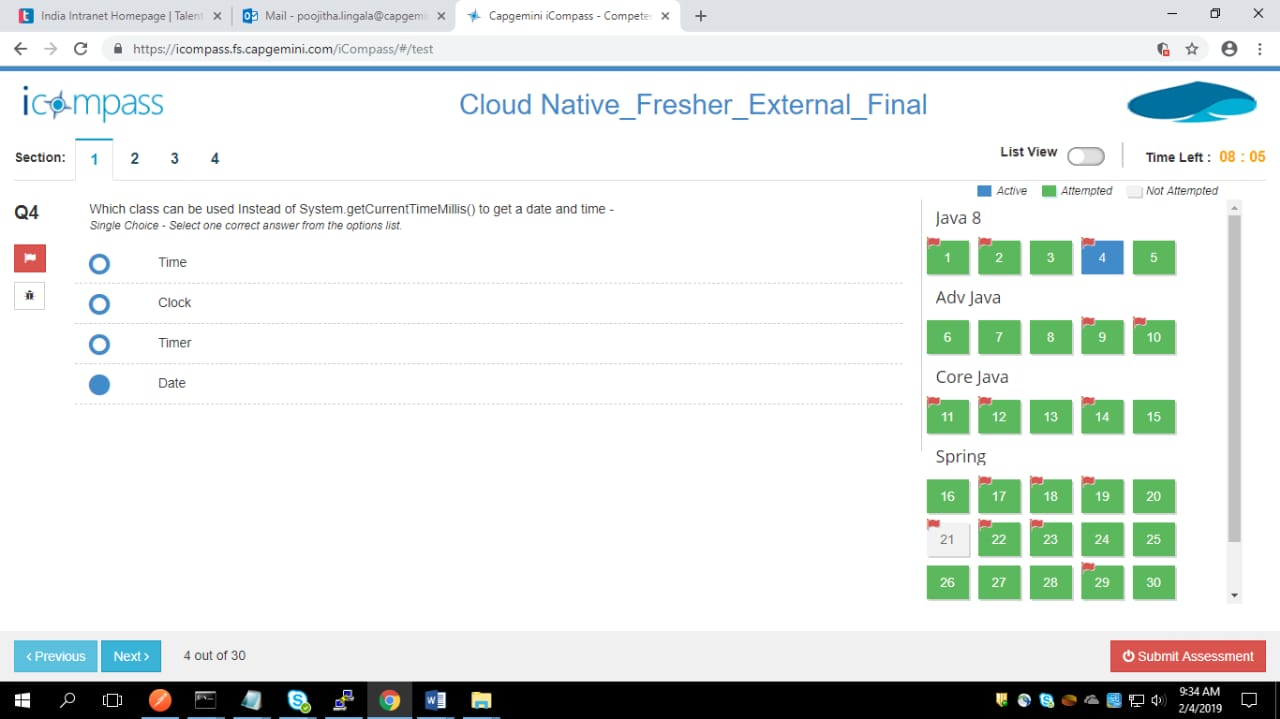 India Intranet Homepage | Talent
Mail - poojitha.lingala@capgemi
Capgemini iCompass - Compete
https://icompass.fs.capgemini.com/iCompass/#/test
icompass
Cloud Native_Fresher_External_Final
Section: 1 2 3 4
List View
Time Left : 08 : 05
Active Attempted Not Attempted
Q4
Which class can be used Instead of System.getCurrentTimeMillis() to get a date and time -
Single Choice - Select one correct answer from the options list.
Time
Clock
Timer
Date
Java 8
1 2 3 4 5
Adv Java
6 7 8 9 10
Core Java
11 12 13 14 15
Spring
16 17 18 19 20
21 22 23 24 25
26 27 28 29 30
< Previous
Next >
4 out of 30
Submit Assessment
9:34 AM
2/4/2019